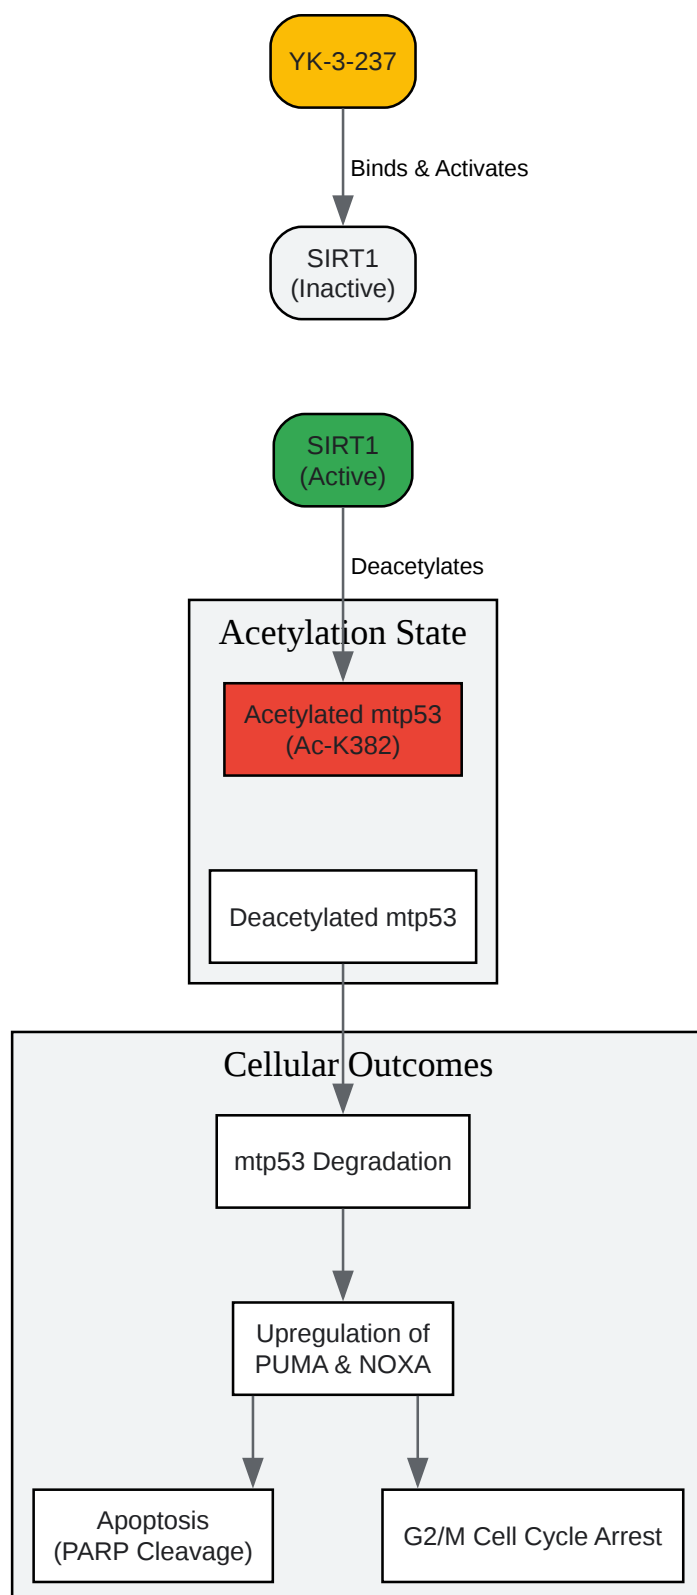 YK-3-237
Binds & Activates
SIRT1
(Inactive)
SIRT1
(Active)
Deacetylates
Acetylation State
Acetylated mtp53
(Ac-K382)
Deacetylated mtp53
Cellular Outcomes
mtp53 Degradation
Upregulation of
PUMA & NOXA
Apoptosis
(PARP Cleavage)
G2/M Cell Cycle Arrest